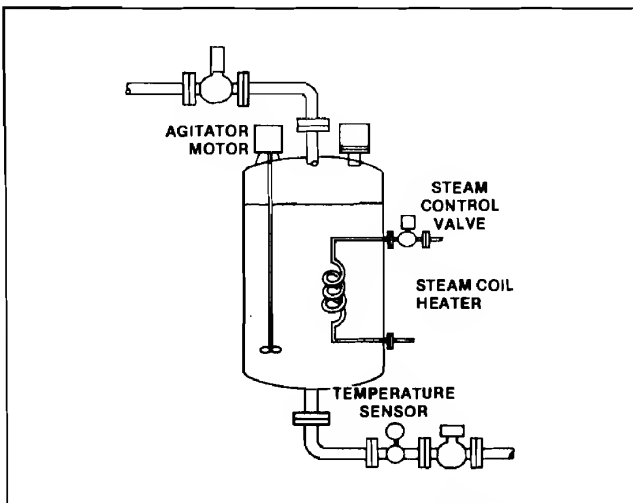 AGITATOR
MOTOR
STEAM
CONTROL
VALVE
STEAM COIL
HEATER
TEMPERATURE
SENSOR